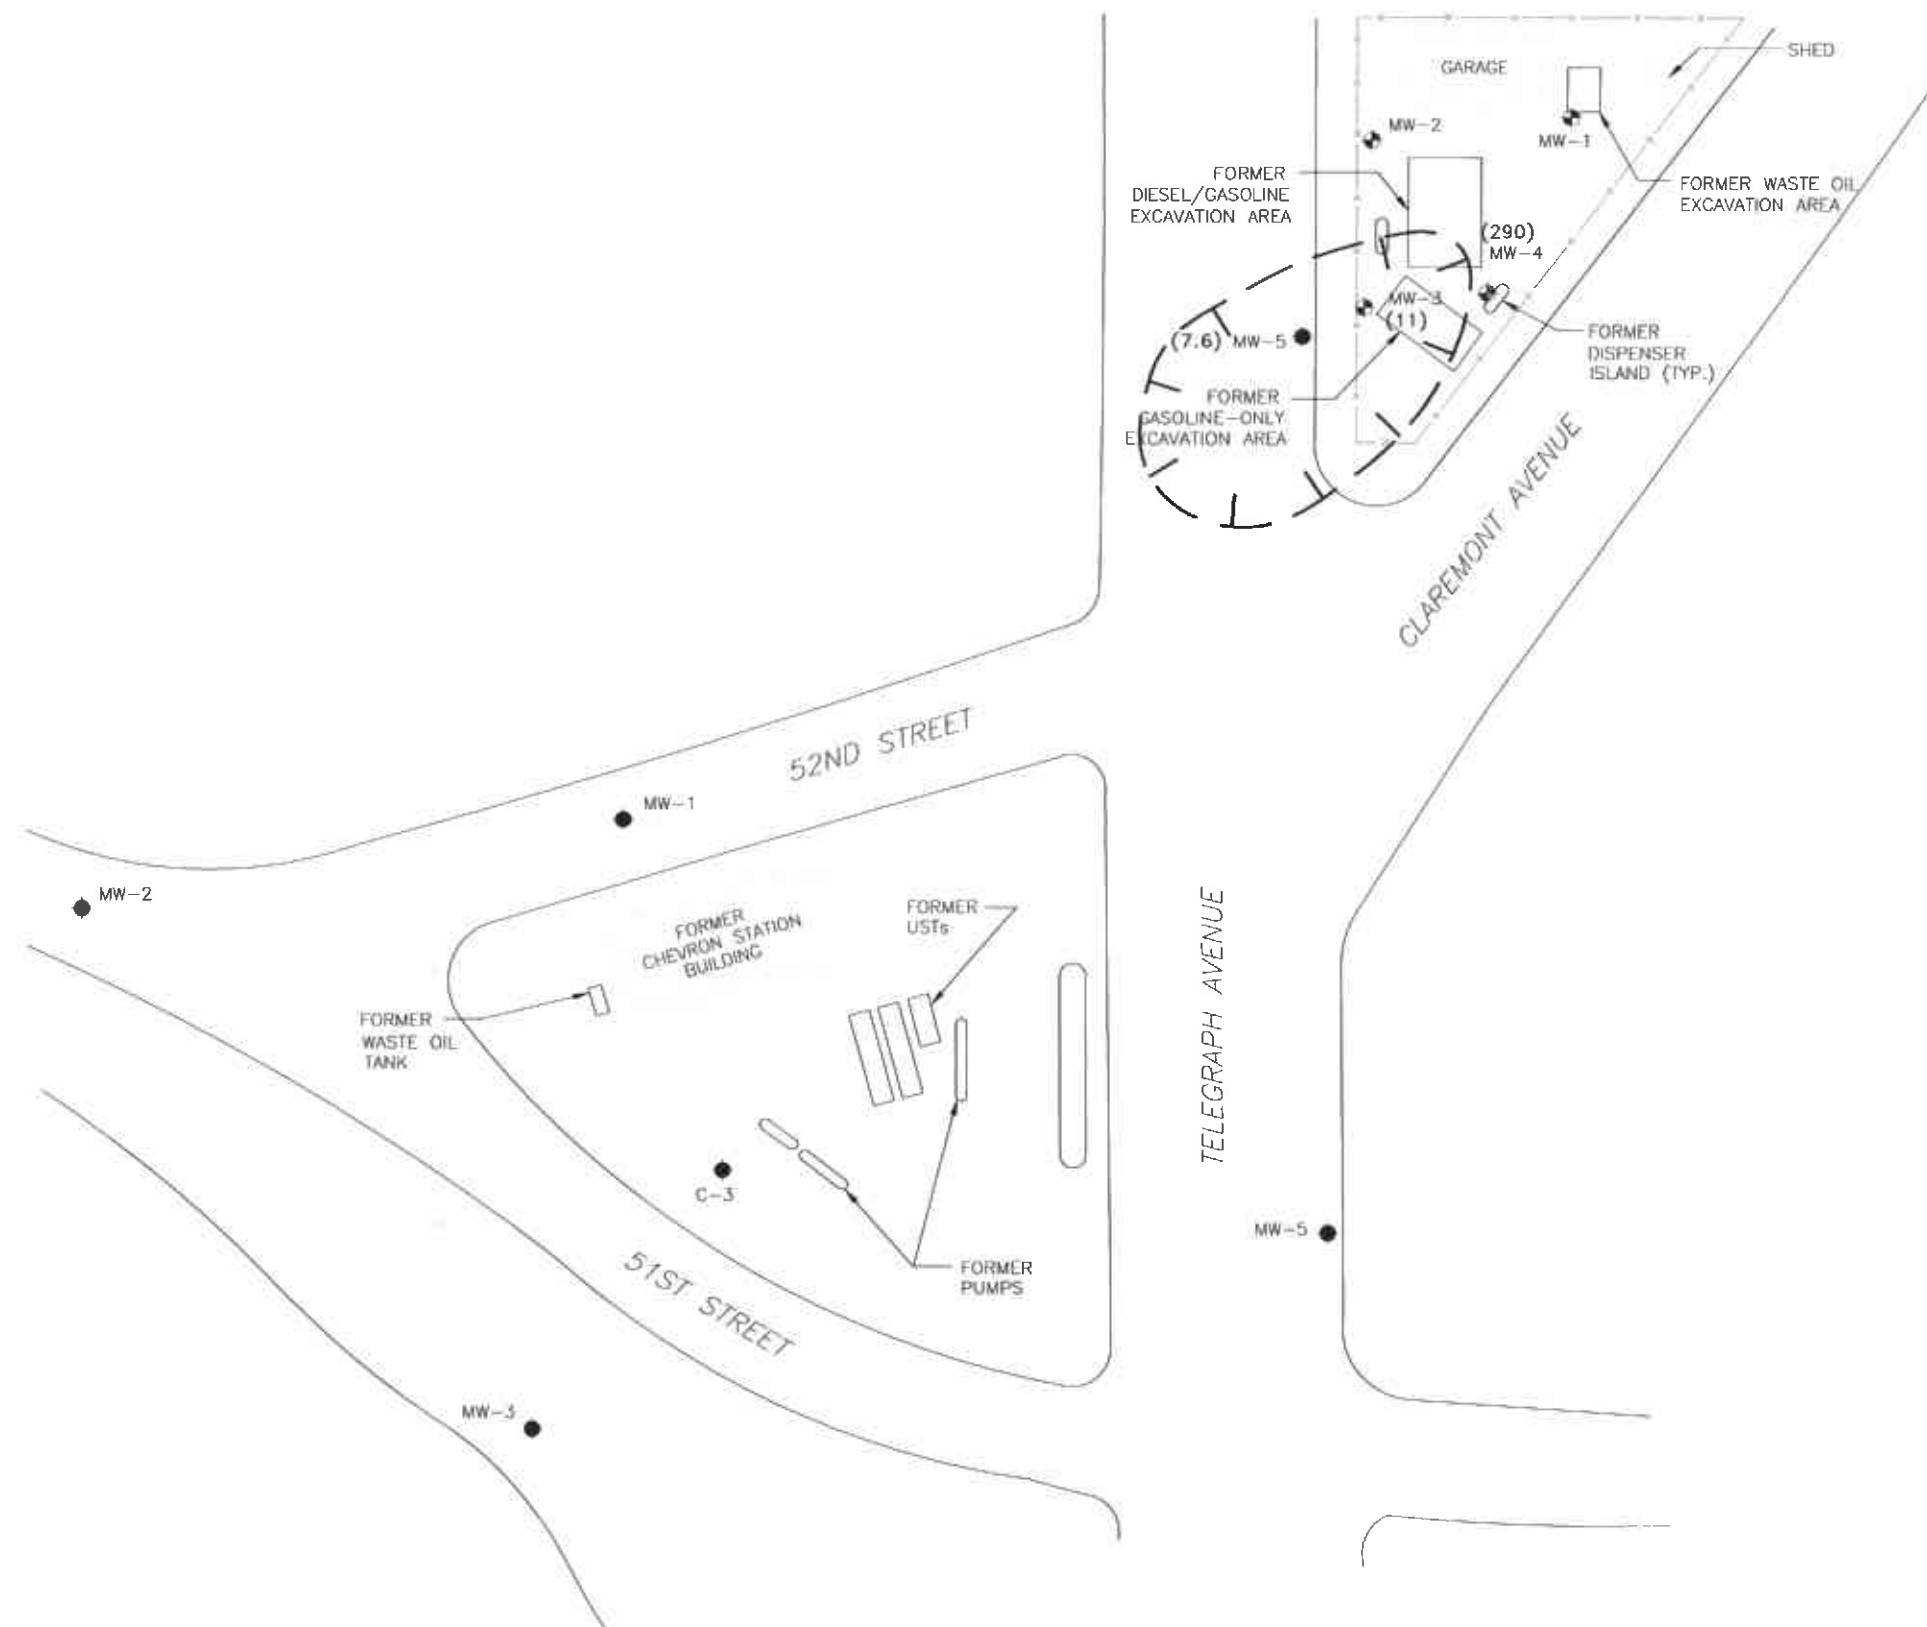 SHED
GARAGE
MW-2
MW-1
FORMER
DIESEL/GASOLINE
EXCAVATION AREA
FORMER WASTE OIL
EXCAVATION AREA
(290)
MW-4
MW-3
(11)
(7.6) MW-5
FORMER
DISPENSER
ISLAND (TYP.)
FORMER
GASOLINE-ONLY
EXCAVATION AREA
CLAREMONT AVENUE
52ND STREET
MW-1
MW-2
FORMER
CHEVRON STATION
BUILDING
FORMER
USTs
TELEGRAPH AVENUE
FORMER
WASTE OIL
TANK
C-3
MW-5
FORMER
PUMPS
51ST STREET
MW-3